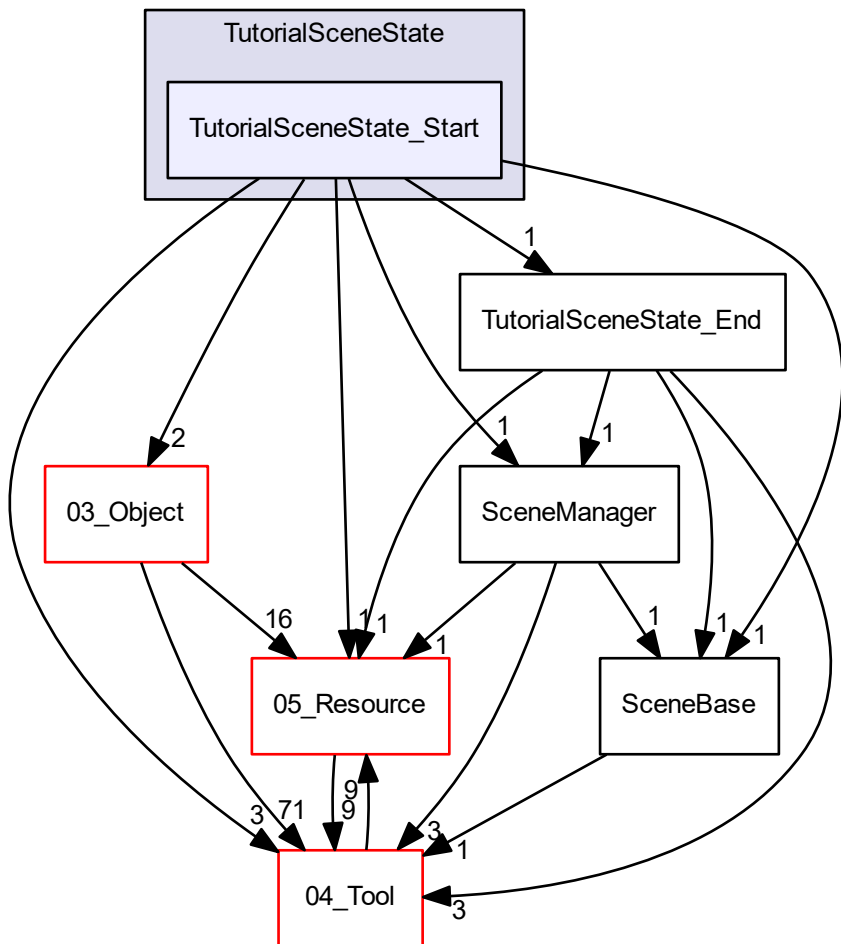 TutorialSceneState
TutorialSceneState_Start
1
TutorialSceneState_End
2
1
1
03_Object
SceneManager
16
1
1
1
1
1
1
05_Resource
SceneBase
9
9
71
3
3
1
04_Tool
3